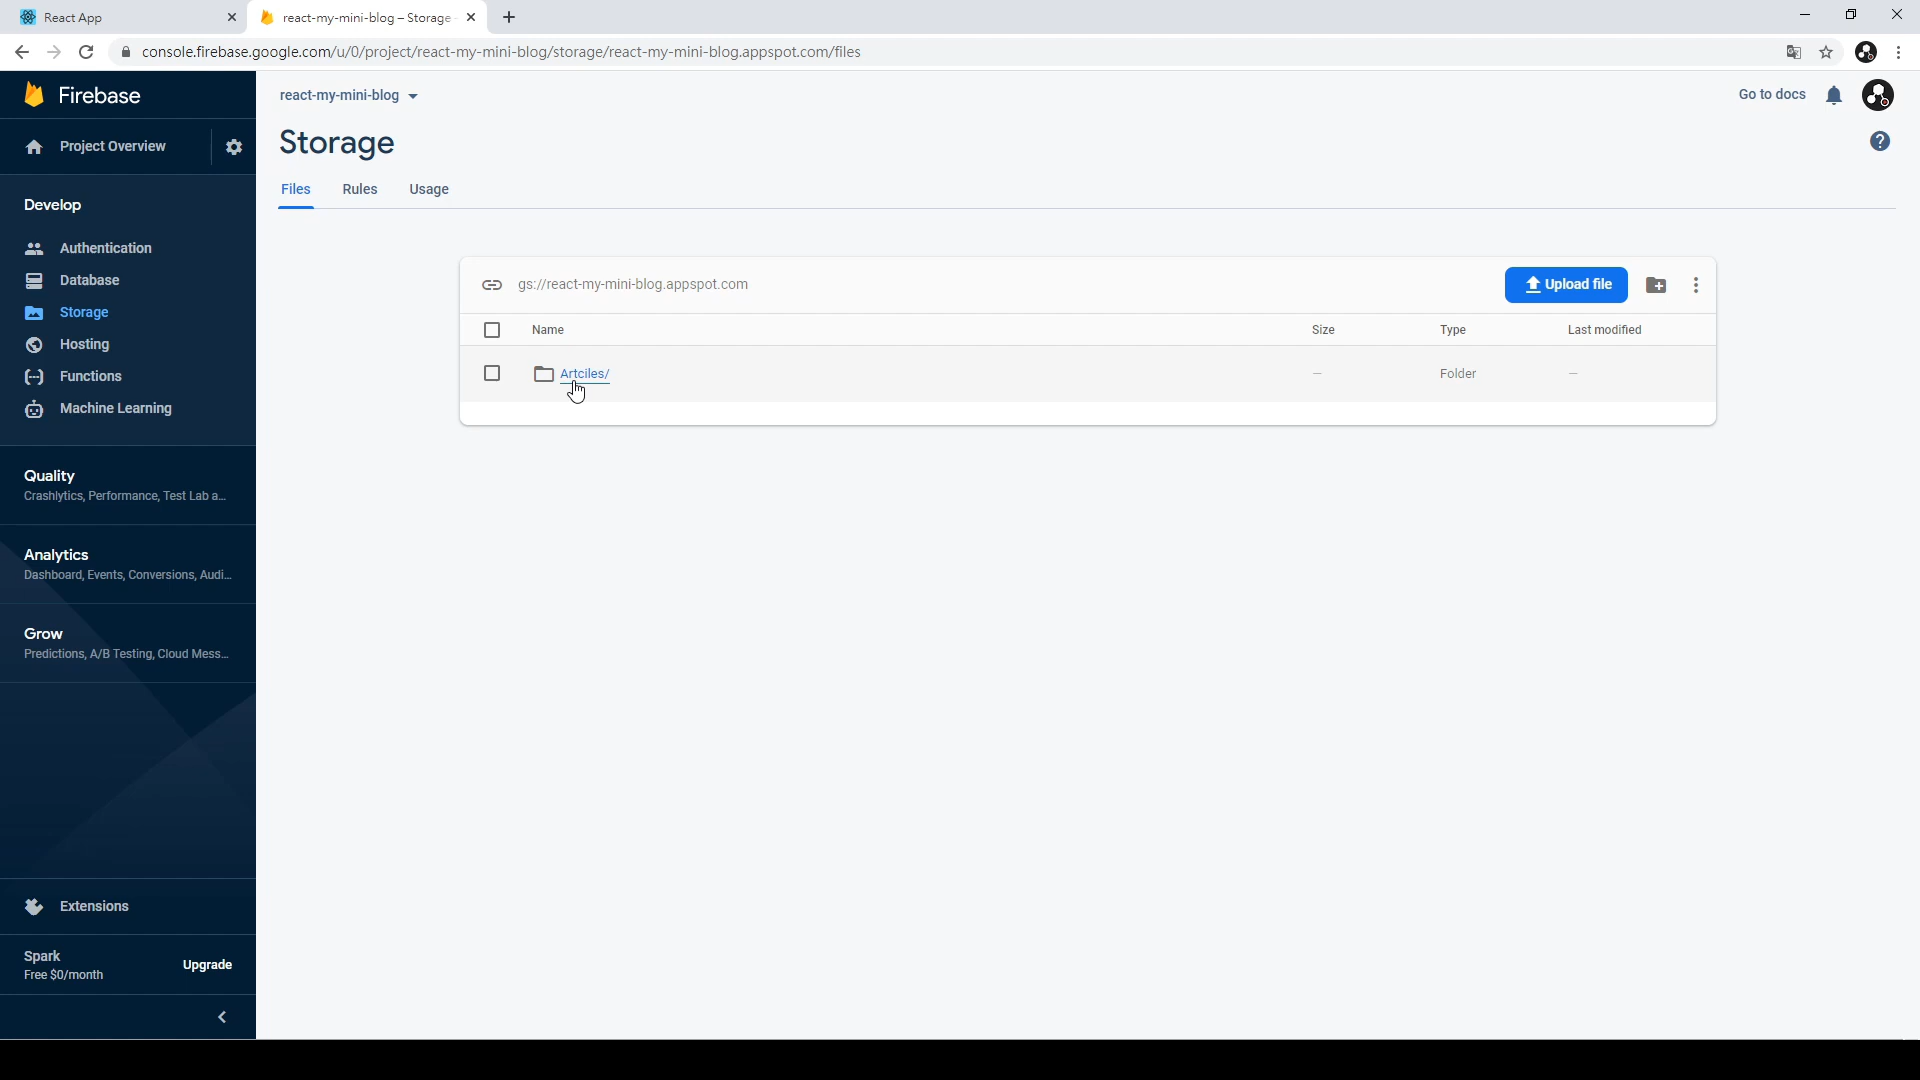 React App
react-my-mini-blog – Storage
console.firebase.google.com/u/0/project/react-my-mini-blog/storage/react-my-mini-blog.appspot.com/files
Firebase
react-my-mini-blog
Go to docs
Project Overview
Storage
Files Rules Usage
Develop
Authentication
Database
Storage
Hosting
Functions
Machine Learning
gs://react-my-mini-blog.appspot.com
Upload file
Name Size Type Last modified
Artciles/ – Folder –
Quality
Crashlytics, Performance, Test Lab a...
Analytics
Dashboard, Events, Conversions, Audi...
Grow
Predictions, A/B Testing, Cloud Mess...
Extensions
Spark
Free $0/month
Upgrade